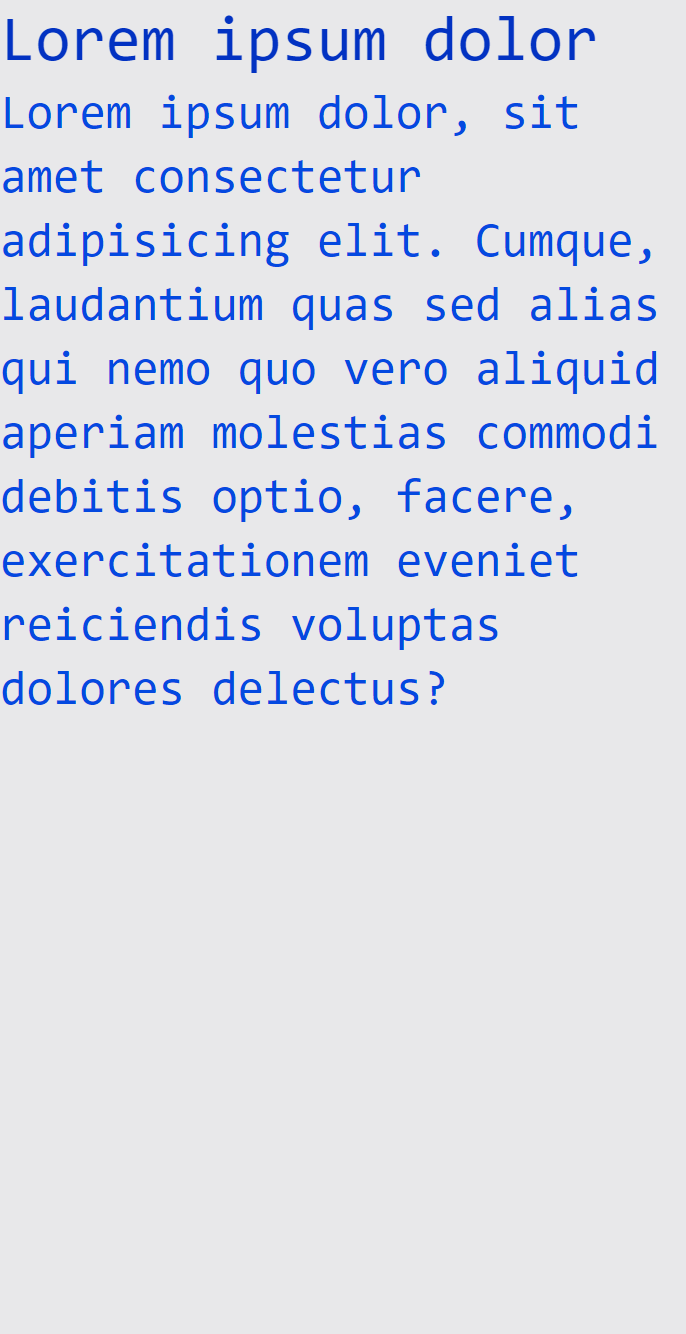 Lorem ipsum dolor
Lorem ipsum dolor, sit
amet consectetur
adipisicing elit. Cumque,
laudantium quas sed alias
qui nemo quo vero aliquid
aperiam molestias commodi
debitis optio, facere,
exercitationem eveniet
reiciendis voluptas
dolores delectus?